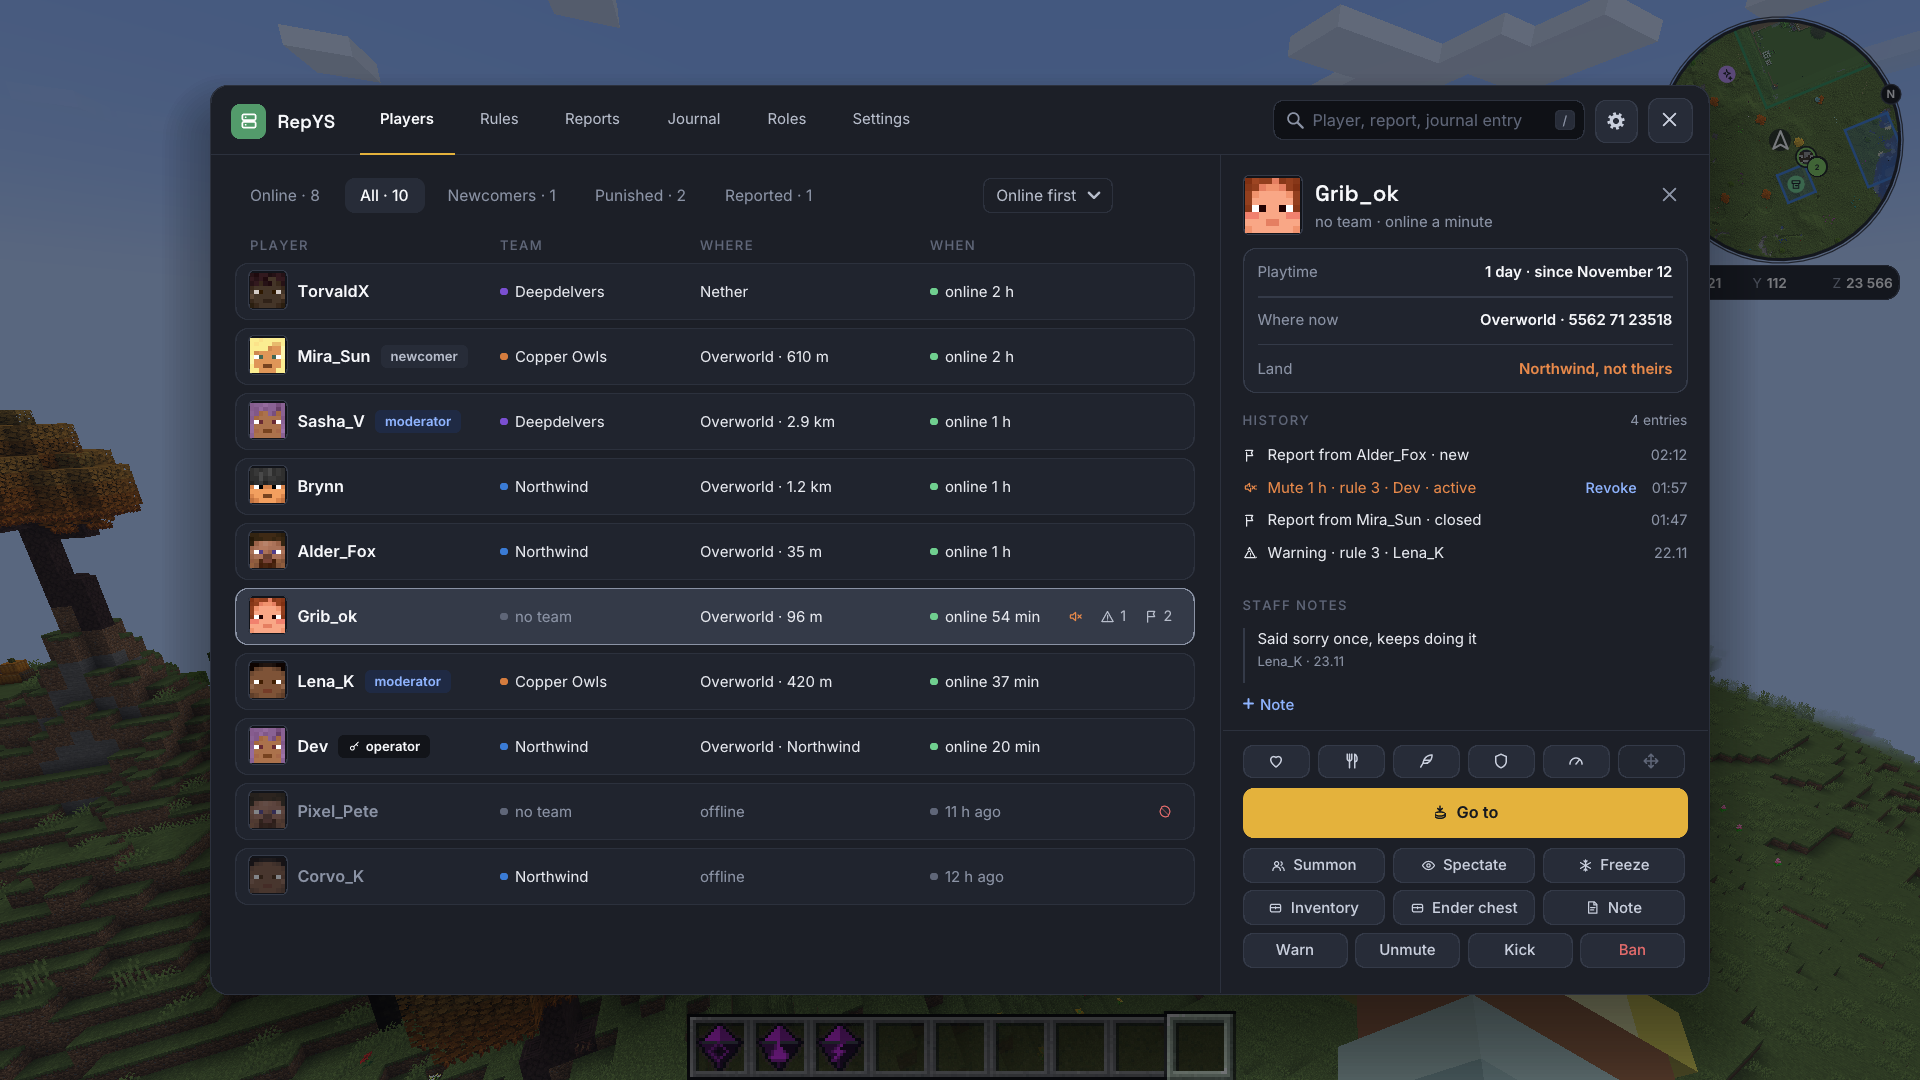 RepYS
Players Rules Reports Journal Roles Settings
Player, report, journal entry /
N
2
Online · 8 All · 10 Newcomers · 1 Punished · 2 Reported · 1 Online first
PLAYER TEAM WHERE WHEN
TorvaldX Deepdelvers Nether online 2 h
Mira_Sun newcomer Copper Owls Overworld · 610 m online 2 h
Sasha_V moderator Deepdelvers Overworld · 2.9 km online 1 h
Brynn Northwind Overworld · 1.2 km online 1 h
Alder_Fox Northwind Overworld · 35 m online 1 h
Grib_ok no team Overworld · 96 m online 54 min 1 2
Lena_K moderator Copper Owls Overworld · 420 m online 37 min
Dev operator Northwind Overworld · Northwind online 20 min
Pixel_Pete no team offline 11 h ago
Corvo_K Northwind offline 12 h ago
Grib_ok
no team · online a minute
Playtime 1 day · since November 12
Where now Overworld · 5562 71 23518
Land Northwind, not theirs
HISTORY 4 entries
Report from Alder_Fox · new 02:12
Mute 1 h · rule 3 · Dev · active Revoke 01:57
Report from Mira_Sun · closed 01:47
Warning · rule 3 · Lena_K 22.11
STAFF NOTES
Said sorry once, keeps doing it
Lena_K · 23.11
+ Note
Go to
Summon Spectate Freeze
Inventory Ender chest Note
Warn Unmute Kick Ban
21 Y 112 Z 23 566